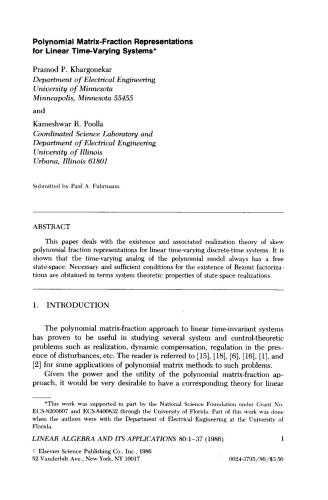 Polynomial Matrix-Fraction Representations
for Linear Time-Varying Systems*
Pramod P. Khargonekar
Department of Electrical Engineering
University of Minnesota
Minneapolis, Minnesota 55455
and
Kameshwar R. Poolla
Coordinated Science Laboratory and
Department of Electrical Engineering
University of Illinois
Urbana, Illinois 61801
Submitted by Paul A. Fuhrmann
ABSTRACT
This paper deals with the existence and associated realization theory of skew
polynomial fraction representations for linear time-varying discrete-time systems. It is
shown that the time-varying analog of the polynomial model always has a free
state-space. Necessary and sufficient conditions for the existence of Bezout factoriza-
tions are obtained in terms system theoretic properties of state-space realizations.
1. INTRODUCTION
The polynomial matrix-fraction approach to linear time-invariant systems
has proven to be useful in studying several system and control-theoretic
problems such as realization, dynamic compensation, regulation in the pres-
ence of disturbances, etc. The reader is referred to [15], [18], [6], [16], [1], and
[2] for some applications of polynomial matrix methods to such problems.
Given the power and the utility of the polynomial matrix-fraction ap-
proach, it would be very desirable to have a corresponding theory for linear
*This work was supported in part by the National Science Foundation under Grant No.
ECS-8200607 and ECS-8400832 through the University of Florida. Part of this work was done
when the authors were with the Department of Electrical Engineering at the University of
Florida.
LINEAR ALGEBRA AND ITS APPLICATIONS 80:1-37 (1986) 1
© Elsevier Science Publishing Co., Inc., 1986
52 Vanderbilt Ave., New York, NY 10017 0024-3795/86/$3.50